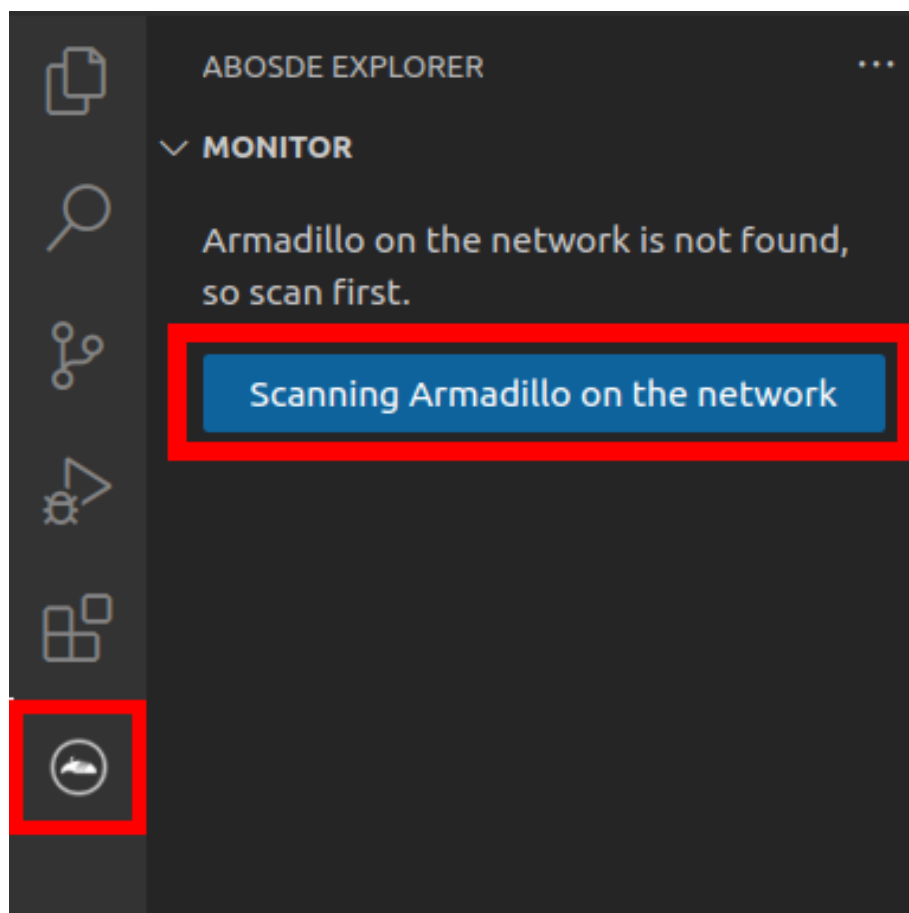 ABOSDE EXPLORER
MONITOR
Armadillo on the network is not found,
so scan first.
Scanning Armadillo on the network